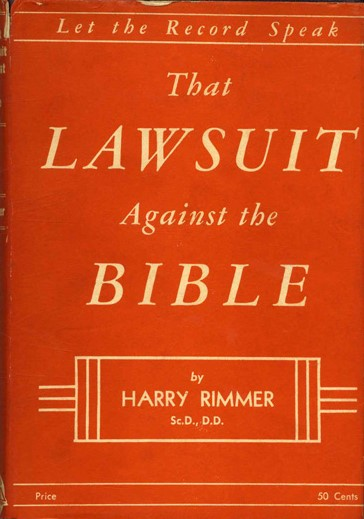 Let the Record Speak
That
LAWSUIT
Against the
BIBLE
by
HARRY RIMMER
Sc.D., D.D.
Price 50 Cents